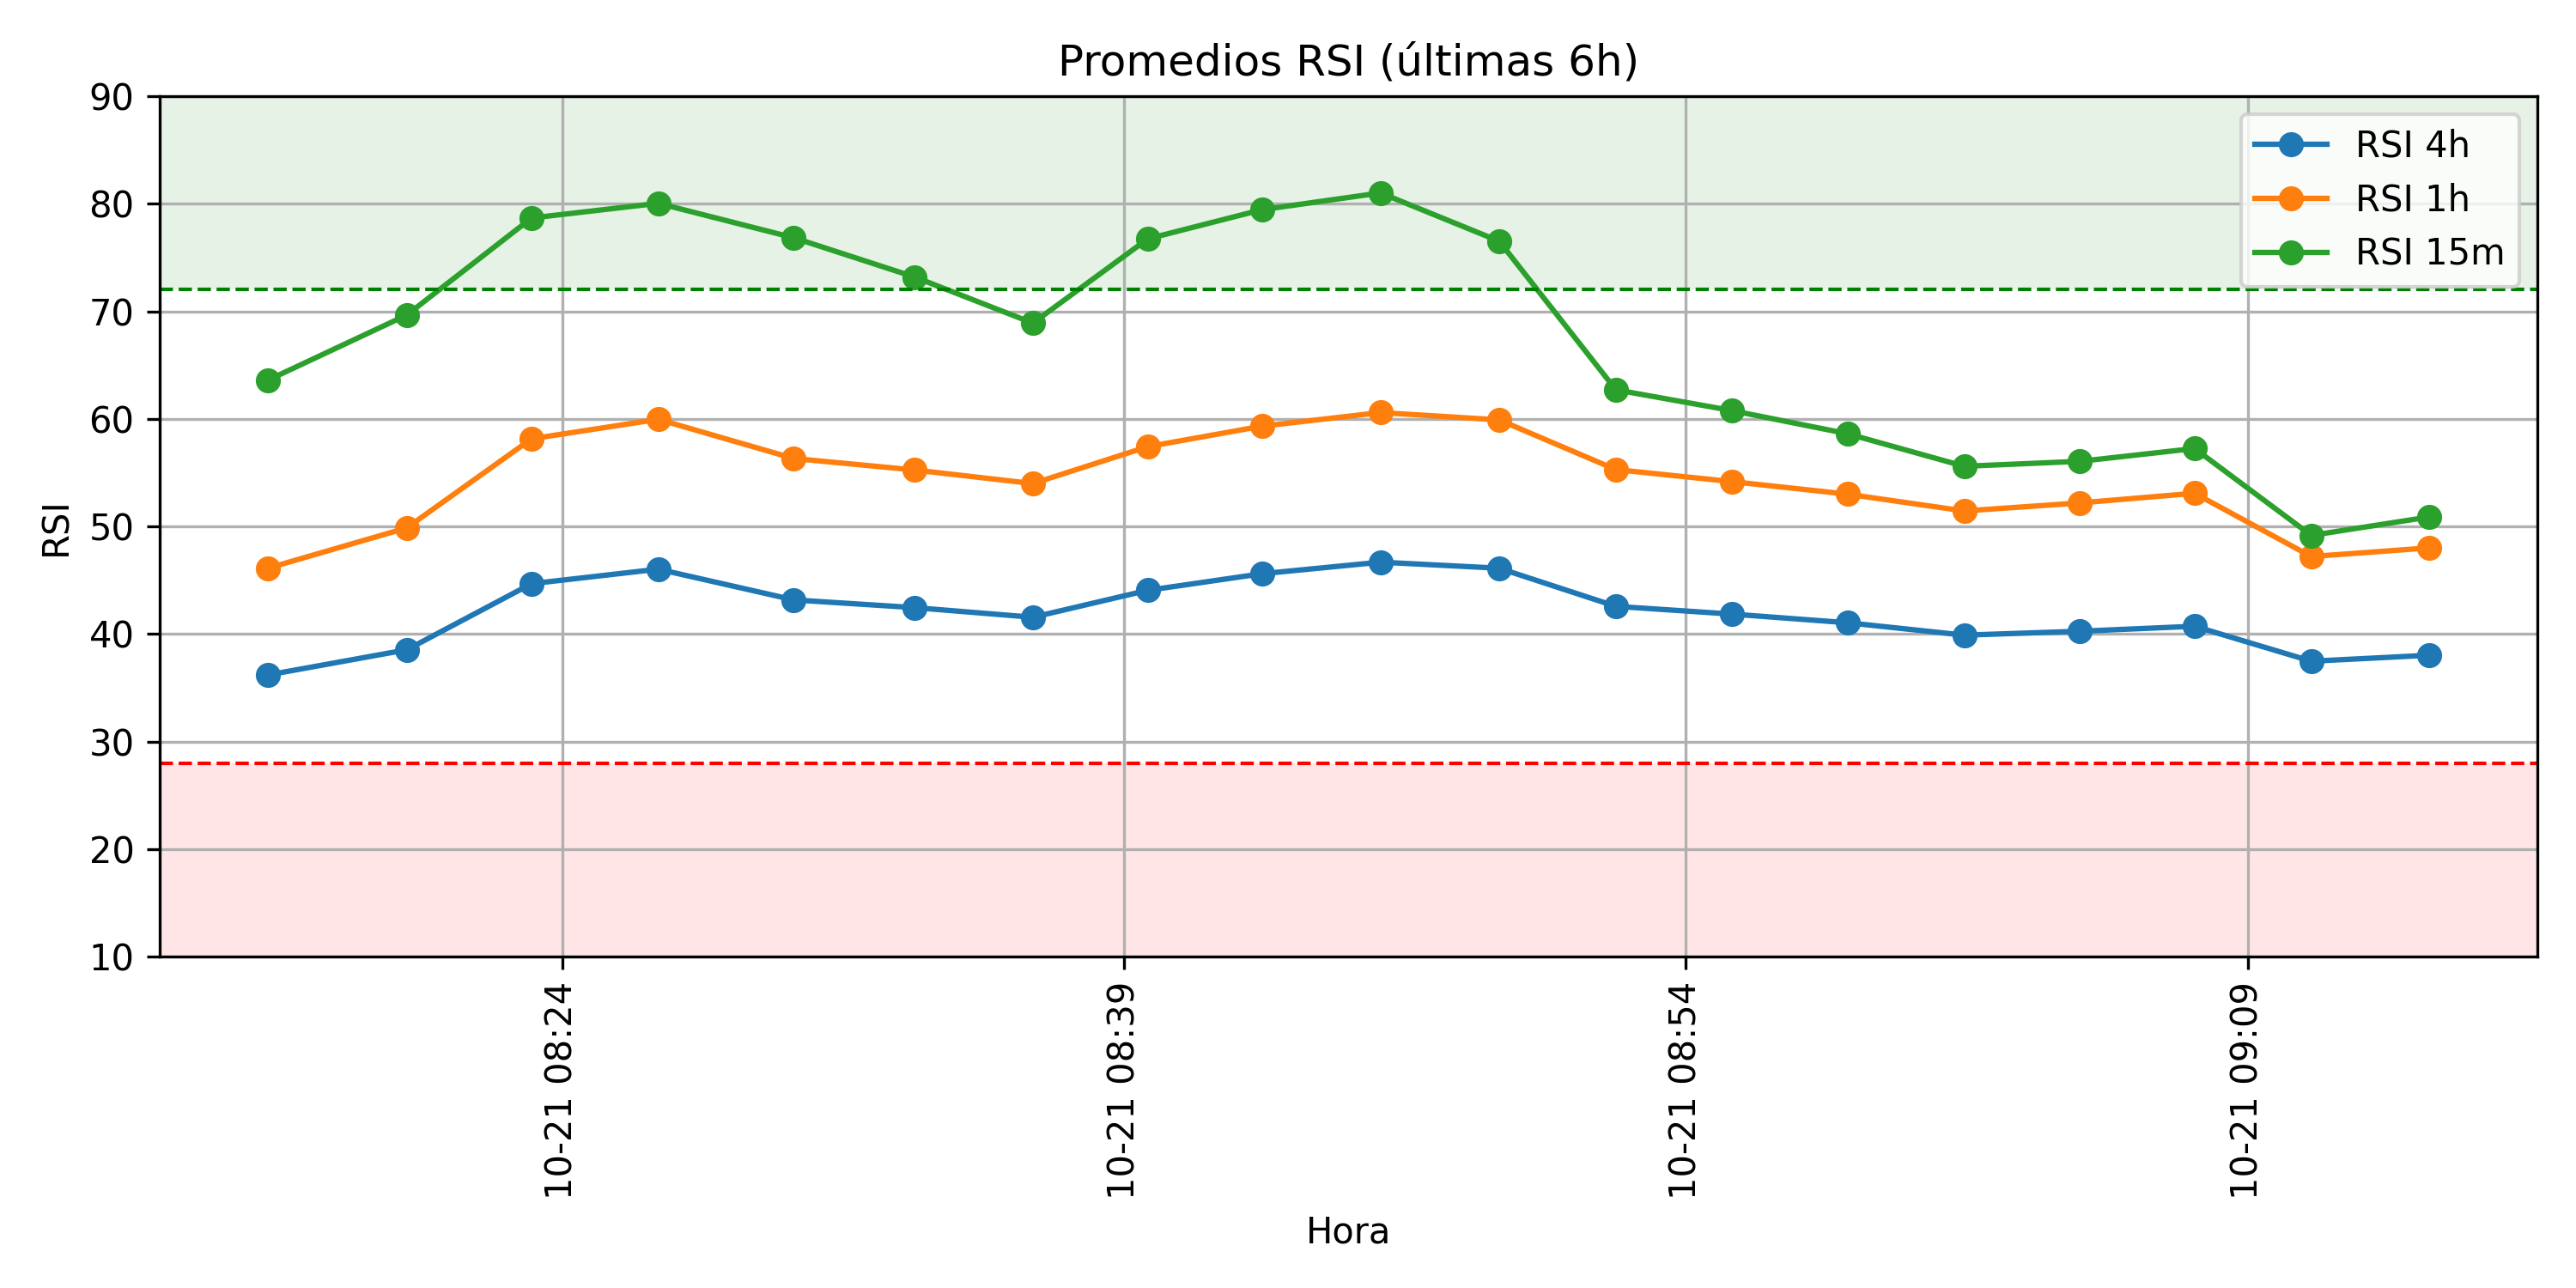 Promedios RSI (últimas 6h)
RSI 4h
RSI 1h
RSI 15m
90
80
70
60
50
40
30
20
10
RSI
10-21 08:24
10-21 08:39
10-21 08:54
10-21 09:09
Hora